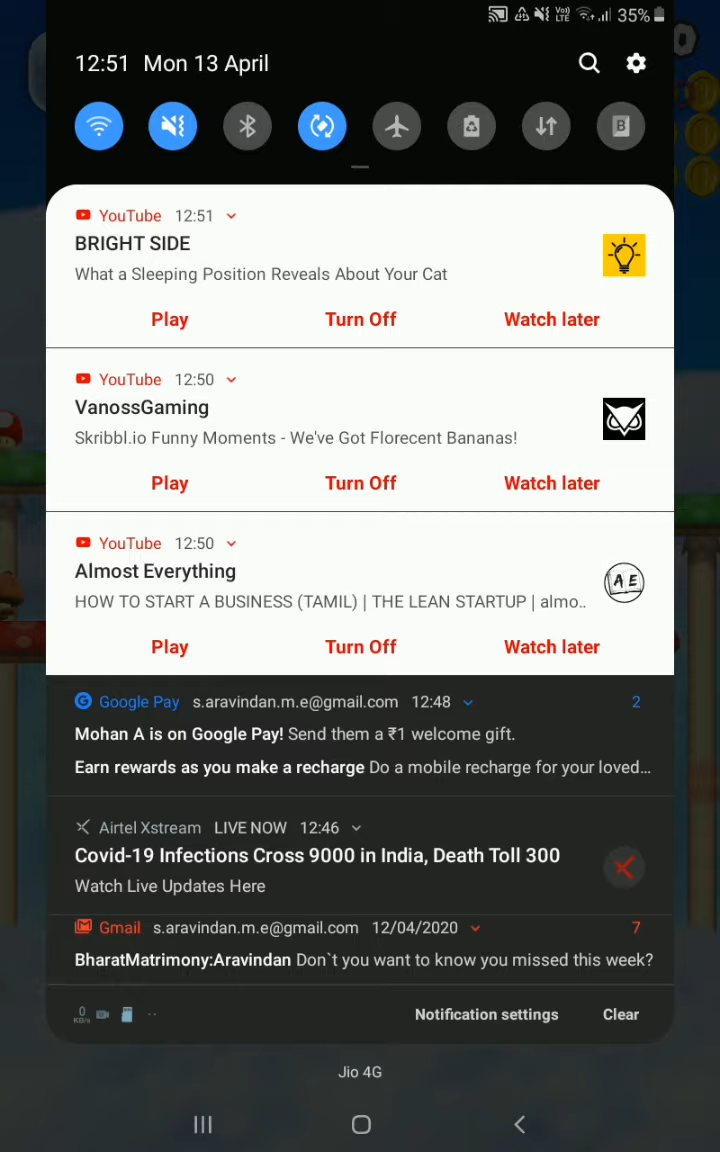 35%
12:51 Mon 13 April
YouTube 12:51
BRIGHT SIDE
What a Sleeping Position Reveals About Your Cat
Play Turn Off Watch later
YouTube 12:50
VanossGaming
Skribbl.io Funny Moments - We've Got Florecent Bananas!
Play Turn Off Watch later
YouTube 12:50
Almost Everything
HOW TO START A BUSINESS (TAMIL) | THE LEAN STARTUP | almo..
A E
Play Turn Off Watch later
Google Pay s.aravindan.m.e@gmail.com 12:48 2
Mohan A is on Google Pay! Send them a ₹1 welcome gift.
Earn rewards as you make a recharge Do a mobile recharge for your loved...
Airtel Xstream LIVE NOW 12:46
Covid-19 Infections Cross 9000 in India, Death Toll 300
Watch Live Updates Here
Gmail s.aravindan.m.e@gmail.com 12/04/2020 7
BharatMatrimony:Aravindan Don`t you want to know you missed this week?
0 KB/s Notification settings Clear
Jio 4G